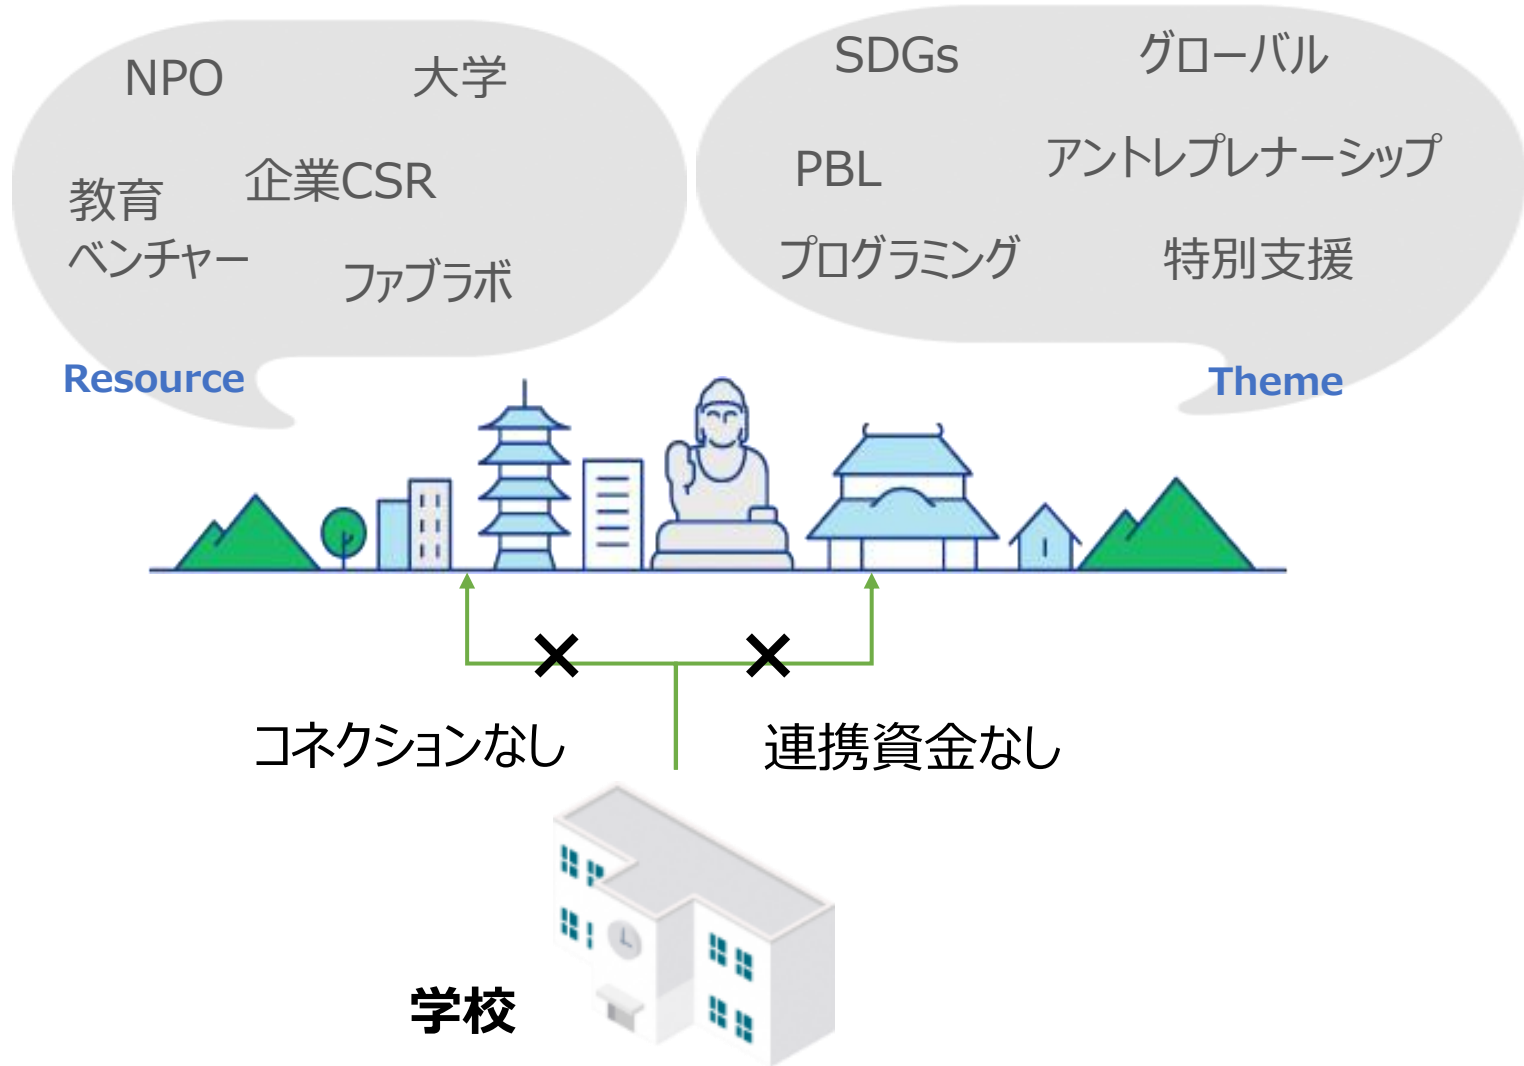 NPO
大学
企業CSR
教育
ベンチャー
ファブラボ
Resource
SDGs
グローバル
PBL
アントレプレナーシップ
プログラミング
特別支援
Theme
コネクションなし
連携資金なし
学校